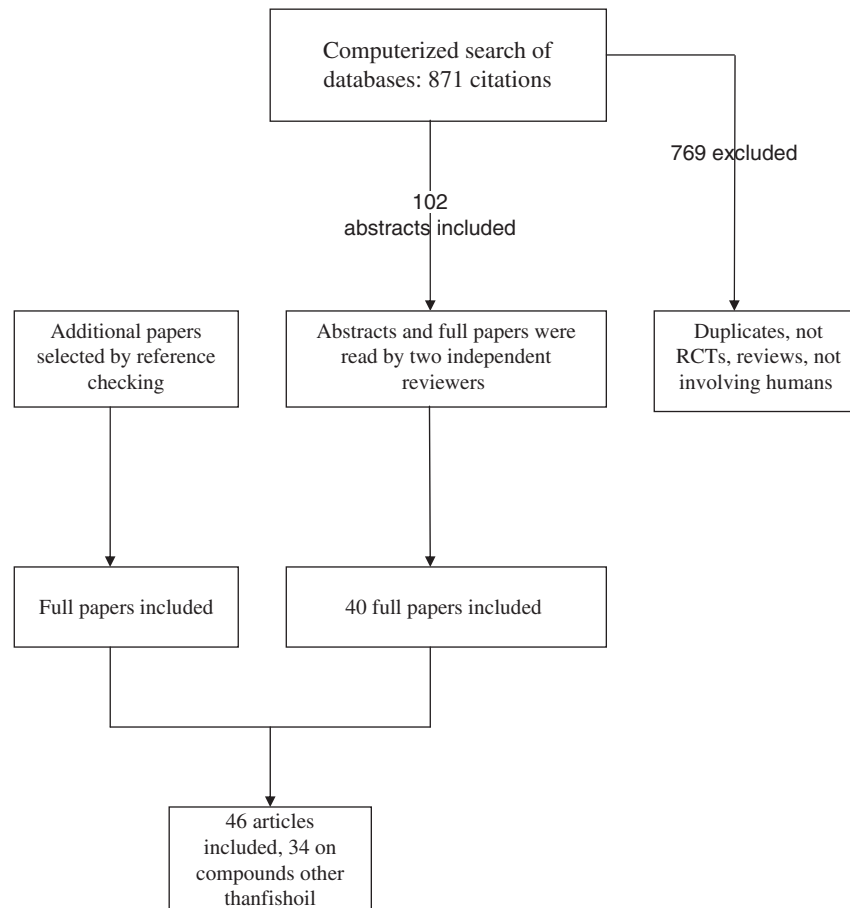 Computerized search of
databases: 871 citations
769 excluded
102
abstracts included
Additional papers
selected by reference
checking
Abstracts and full papers were
read by two independent
reviewers
Duplicates, not
RCTs, reviews, not
involving humans
Full papers included
40 full papers included
46 articles
included, 34 on
compounds other
thanfishoil